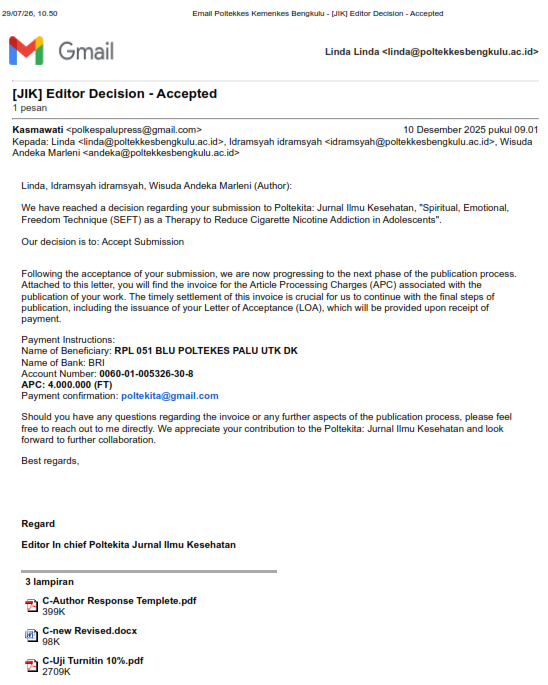 29/07/26, 10.50
Email Poltekkes Kemenkes Bengkulu - [JIK] Editor Decision - Accepted
Gmail
Linda Linda <linda@poltekkesbengkulu.ac.id>
[JIK] Editor Decision - Accepted
1 pesan
Kasmawati <polkespalupress@gmail.com>
10 Desember 2025 pukul 09.01
Kepada: Linda <linda@poltekkesbengkulu.ac.id>, Idramsyah idramsyah <idramsyah@poltekkesbengkulu.ac.id>, Wisuda
Andeka Marleni <andeka@poltekkesbengkulu.ac.id>
Linda, Idramsyah idramsyah, Wisuda Andeka Marleni (Author):
We have reached a decision regarding your submission to Poltekita: Jurnal Ilmu Kesehatan, "Spiritual, Emotional,
Freedom Technique (SEFT) as a Therapy to Reduce Cigarette Nicotine Addiction in Adolescents".
Our decision is to: Accept Submission
Following the acceptance of your submission, we are now progressing to the next phase of the publication process.
Attached to this letter, you will find the invoice for the Article Processing Charges (APC) associated with the
publication of your work. The timely settlement of this invoice is crucial for us to continue with the final steps of
publication, including the issuance of your Letter of Acceptance (LOA), which will be provided upon receipt of
payment.
Payment Instructions:
Name of Beneficiary: RPL 051 BLU POLTEKES PALU UTK DK
Name of Bank: BRI
Account Number: 0060-01-005326-30-8
APC: 4.000.000 (FT)
Payment confirmation: poltekita@gmail.com
Should you have any questions regarding the invoice or any further aspects of the publication process, please feel
free to reach out to me directly. We appreciate your contribution to the Poltekita: Jurnal Ilmu Kesehatan and look
forward to further collaboration.
Best regards,
Regard
Editor In chief Poltekita Jurnal Ilmu Kesehatan
3 lampiran
C-Author Response Templete.pdf
399K
C-new Revised.docx
98K
C-Uji Turnitin 10%.pdf
2709K